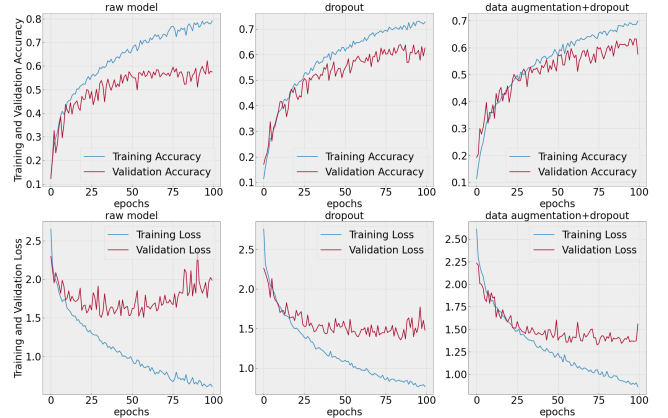 raw model
dropout
data augmentation+dropout
Training and Validation Accuracy
0.8
0.7
0.6
0.5
0.4
0.3
0.2
0.1
Training Accuracy
Validation Accuracy
0 25 50 75 100
epochs
0.7
0.6
0.5
0.4
0.3
0.2
0.1
Training Accuracy
Validation Accuracy
0 25 50 75 100
epochs
0.7
0.6
0.5
0.4
0.3
0.2
0.1
Training Accuracy
Validation Accuracy
0 25 50 75 100
epochs
raw model
dropout
data augmentation+dropout
Training and Validation Loss
2.5
2.0
1.5
1.0
Training Loss
Validation Loss
0 25 50 75 100
epochs
2.5
2.0
1.5
1.0
Training Loss
Validation Loss
0 25 50 75 100
epochs
2.50
2.25
2.00
1.75
1.50
1.25
1.00
Training Loss
Validation Loss
0 25 50 75 100
epochs